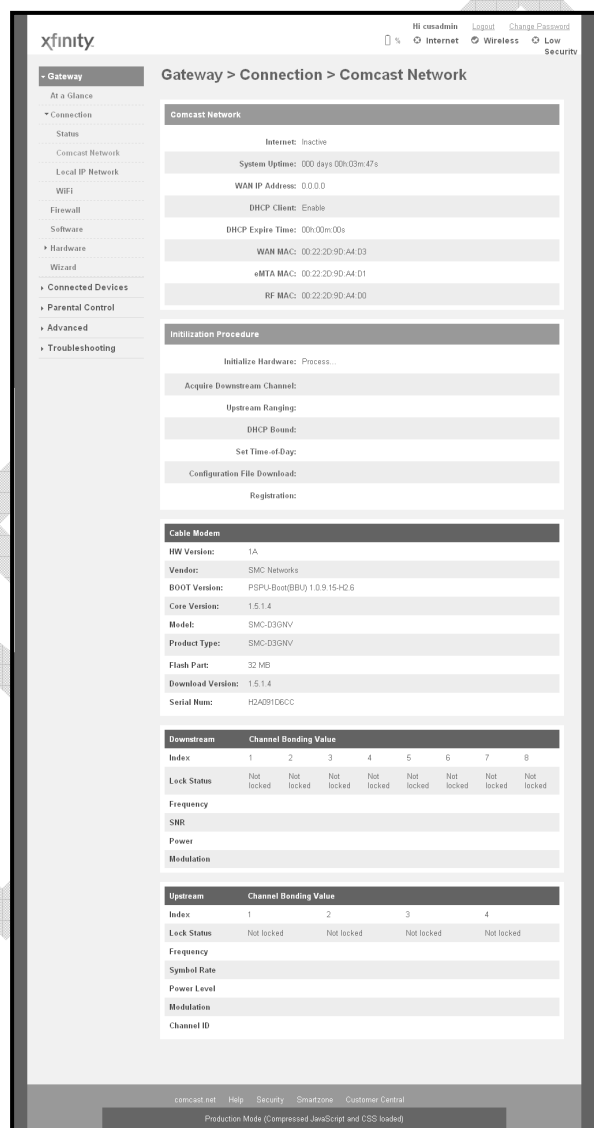 Hi cusadmin Logout Change Password
xfinity.
% Internet Wireless Low Security
Gateway
At a Glance
Connection
Status
Comcast Network
Local IP Network
WiFi
Firewall
Software
Hardware
Wizard
Connected Devices
Parental Control
Advanced
Troubleshooting
Gateway > Connection > Comcast Network
Comcast Network
Internet: Inactive
System Uptime: 000 days 00h:03m:47s
WAN IP Address: 0.0.0.0
DHCP Client: Enable
DHCP Expire Time: 00h:00m:00s
WAN MAC: 00:22:2D:9D:A4:D3
eMTA MAC: 00:22:2D:9D:A4:D1
RF MAC: 00:22:2D:9D:A4:D0
Initilization Procedure
Initialize Hardware: Process...
Acquire Downstream Channel:
Upstream Ranging:
DHCP Bound:
Set Time-of-Day:
Configuration File Download:
Registration:
Cable Modem
HW Version: 1A
Vendor: SMC Networks
BOOT Version: PSPU-Boot(BBU) 1.0.9.15-H2.6
Core Version: 1.5.1.4
Model: SMC-D3GNV
Product Type: SMC-D3GNV
Flash Part: 32 MB
Download Version: 1.5.1.4
Serial Num: H2A091D6CC
Downstream Channel Bonding Value
Index 1 2 3 4 5 6 7 8
Lock Status Not locked Not locked Not locked Not locked Not locked Not locked Not locked Not locked
Frequency
SNR
Power
Modulation
Upstream Channel Bonding Value
Index 1 2 3 4
Lock Status Not locked Not locked Not locked Not locked
Frequency
Symbol Rate
Power Level
Modulation
Channel ID
comcast.net Help Security Smartzone Customer Central
Production Mode (Compressed JavaScript and CSS loaded)